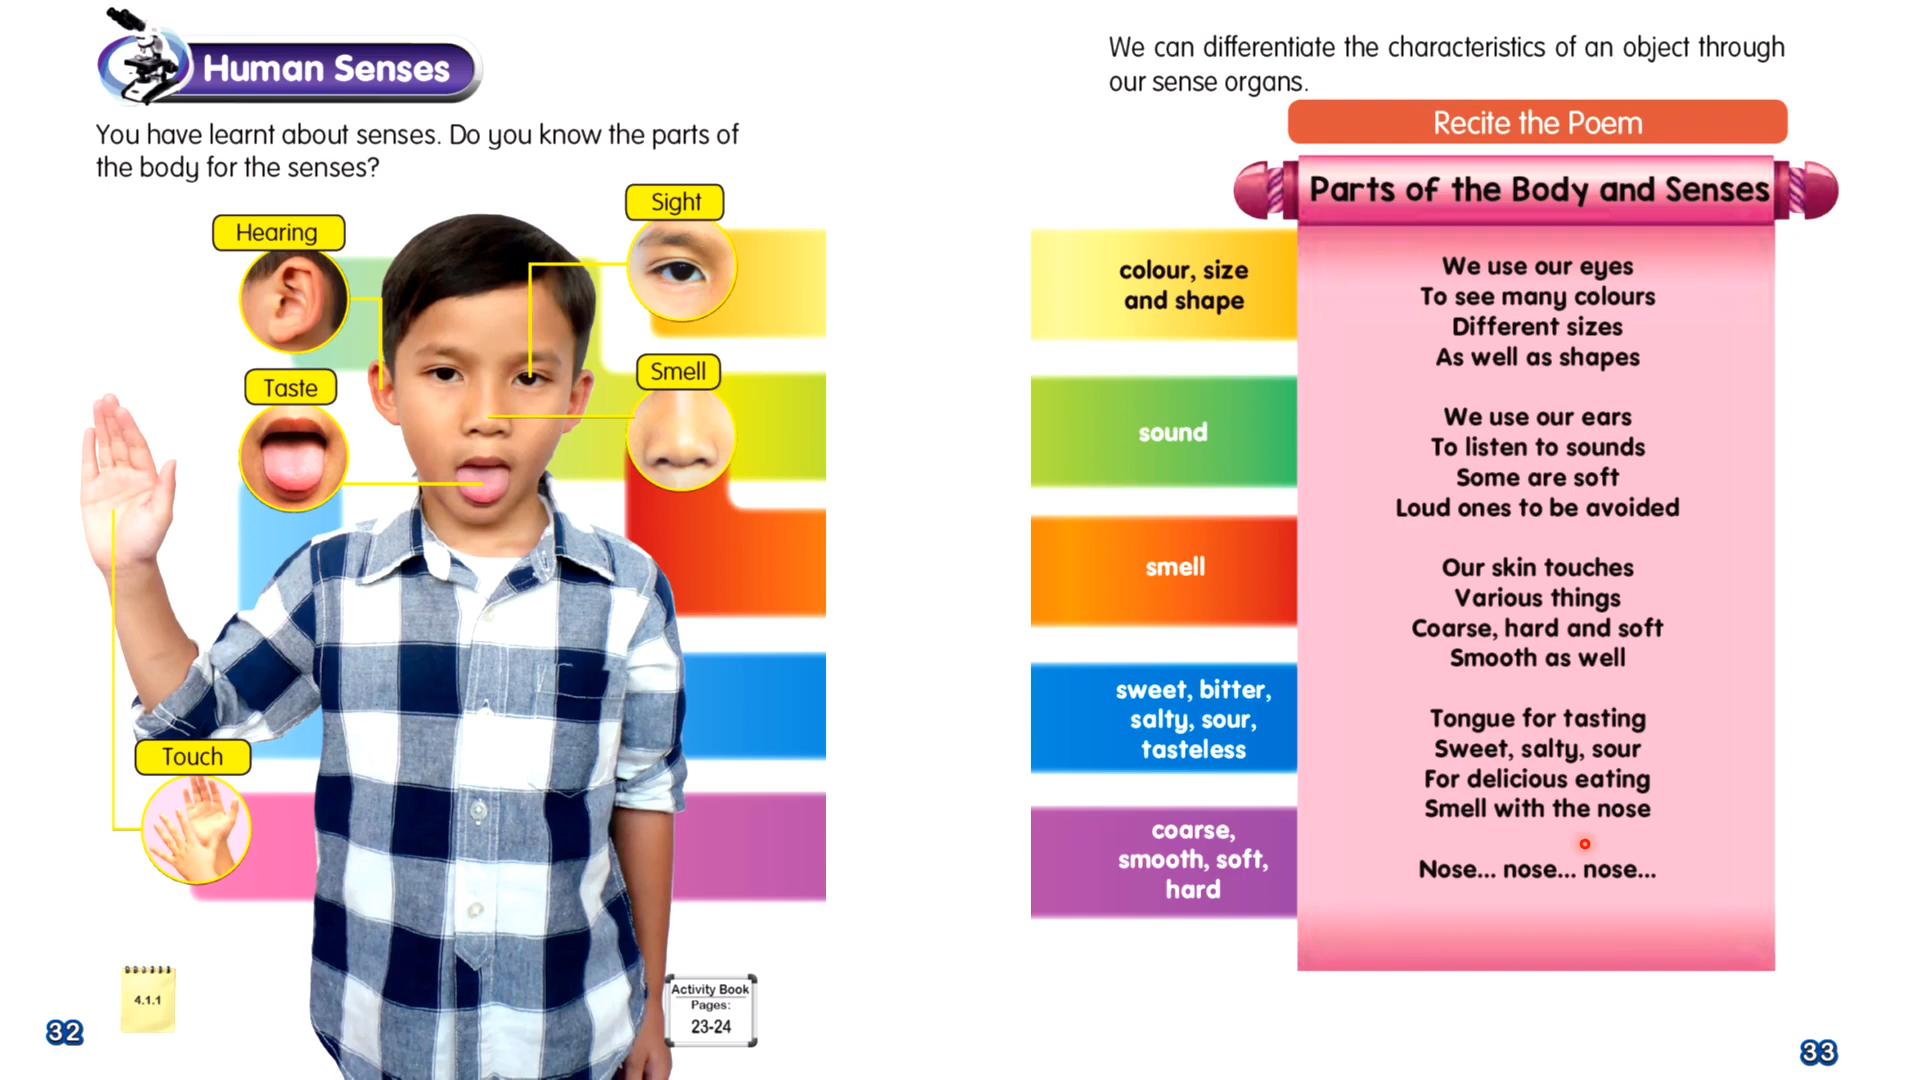 Human Senses
You have learnt about senses. Do you know the parts of
the body for the senses?
Hearing
Sight
Taste
Smell
Touch
4.1.1
Activity Book
Pages:
23-24
32
We can differentiate the characteristics of an object through
our sense organs.
Recite the Poem
Parts of the Body and Senses
colour, size
and shape
sound
smell
sweet, bitter,
salty, sour,
tasteless
coarse,
smooth, soft,
hard
We use our eyes
To see many colours
Different sizes
As well as shapes
We use our ears
To listen to sounds
Some are soft
Loud ones to be avoided
Our skin touches
Various things
Coarse, hard and soft
Smooth as well
Tongue for tasting
Sweet, salty, sour
For delicious eating
Smell with the nose
Nose... nose... nose...
33